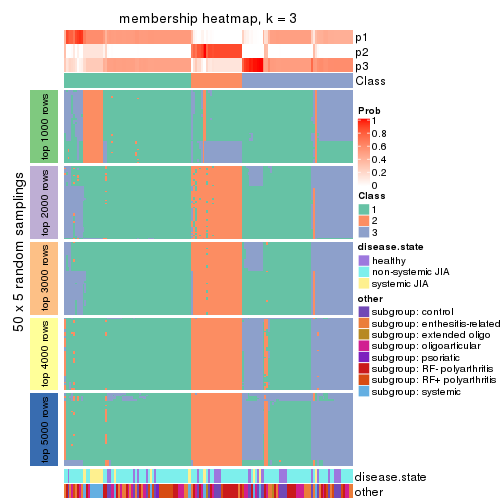 membership heatmap, k = 3
p1
p2
p3
Class
50 x 5 random samplings
top 1000 rows
top 2000 rows
top 3000 rows
top 4000 rows
top 5000 rows
Prob
1
0.8
0.6
0.4
0.2
0
Class
1
2
3
disease.state
healthy
non-systemic JIA
systemic JIA
other
subgroup: control
subgroup: enthesitis-related
subgroup: extended oligo
subgroup: oligoarticular
subgroup: psoriatic
subgroup: RF- polyarthritis
subgroup: RF+ polyarthritis
subgroup: systemic
disease.state
other